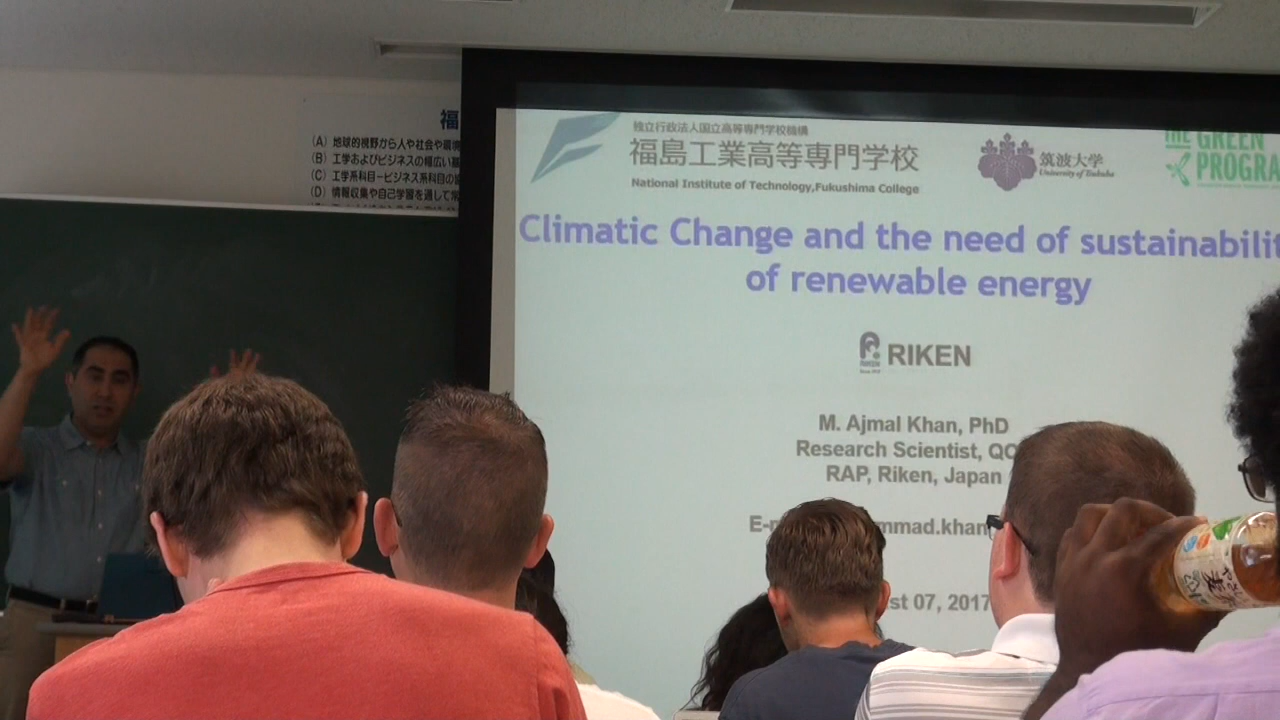 福
(A) 地球的視野から人や社会や環境
(B) 工学およびビジネスの幅広い
(C) 工学系科目ービジネス系科目の
(D) 情報収集や自己学習を通して常
独立行政法人国立高等専門学校機構
福島工業高等専門学校
National Institute of Technology,Fukushima College
筑波大学
University of Tsukuba
THE GREEN
PROGRA
Climatic Change and the need of sustainabili
of renewable energy
RIKEN
M. Ajmal Khan, PhD
Research Scientist, QO
RAP, Riken, Japan
E-m mmad.khan
st 07, 2017